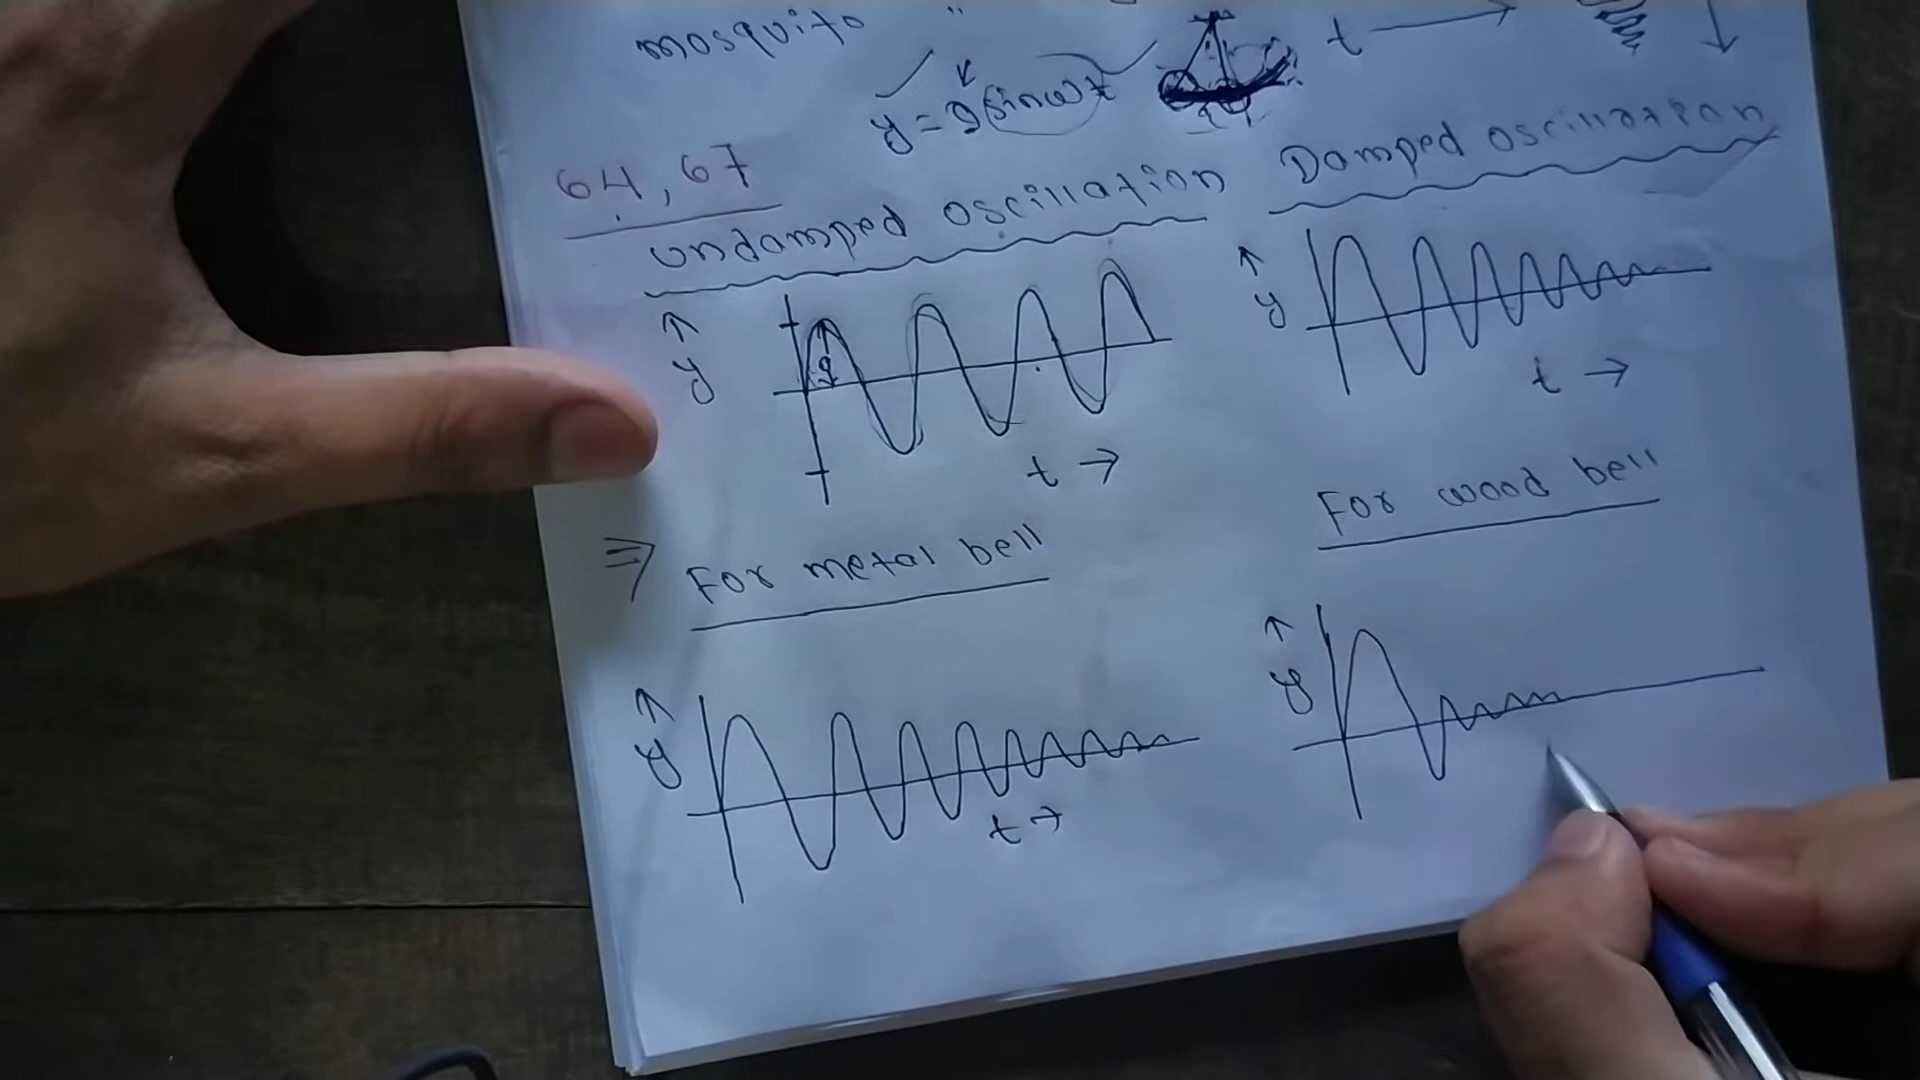 mosquito "
t →
y = a sinωt
64, 67
undamped oscillation
Damped oscillation
y
a
t →
y
t →
⇒ For metal bell
For wood bell
y
t →
y